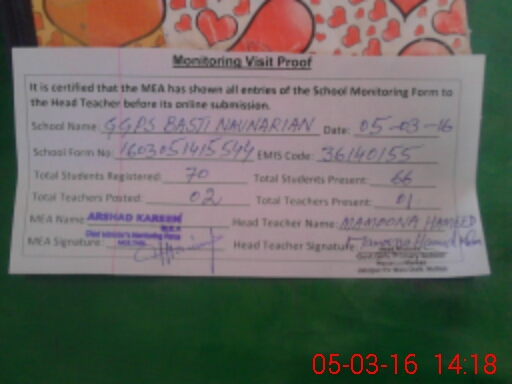 Monitoring Visit Proof
It is certified that the MEA has shown all entries of the School Monitoring Form to
the Head Teacher before its online submission.
School Name: GGPS BASTI NAUNARIAN Date: 05-03-16
School Form No: 1603051415544 EMIS Code: 36140155
Total Students Registered: 70 Total Students Present: 66
Total Teachers Posted: 02 Total Teachers Present: 01
MEA Name: ARSHAD KAREEM Head Teacher Name: MAMOONA HAMEED
MEA Signature: Head Teacher Signature
05-03-16 14:18